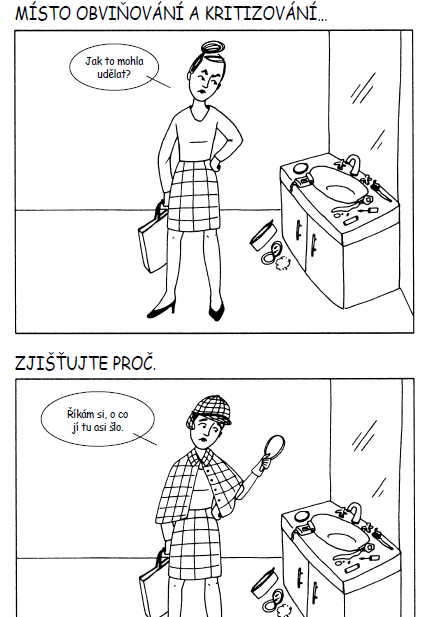 MÍSTO OBVIŇOVÁNÍ A KRITIZOVÁNÍ...
Jak to mohla
udělat?
ZJIŠŤUJTE PROČ.
Říkám si, o co
jí tu asi šlo.